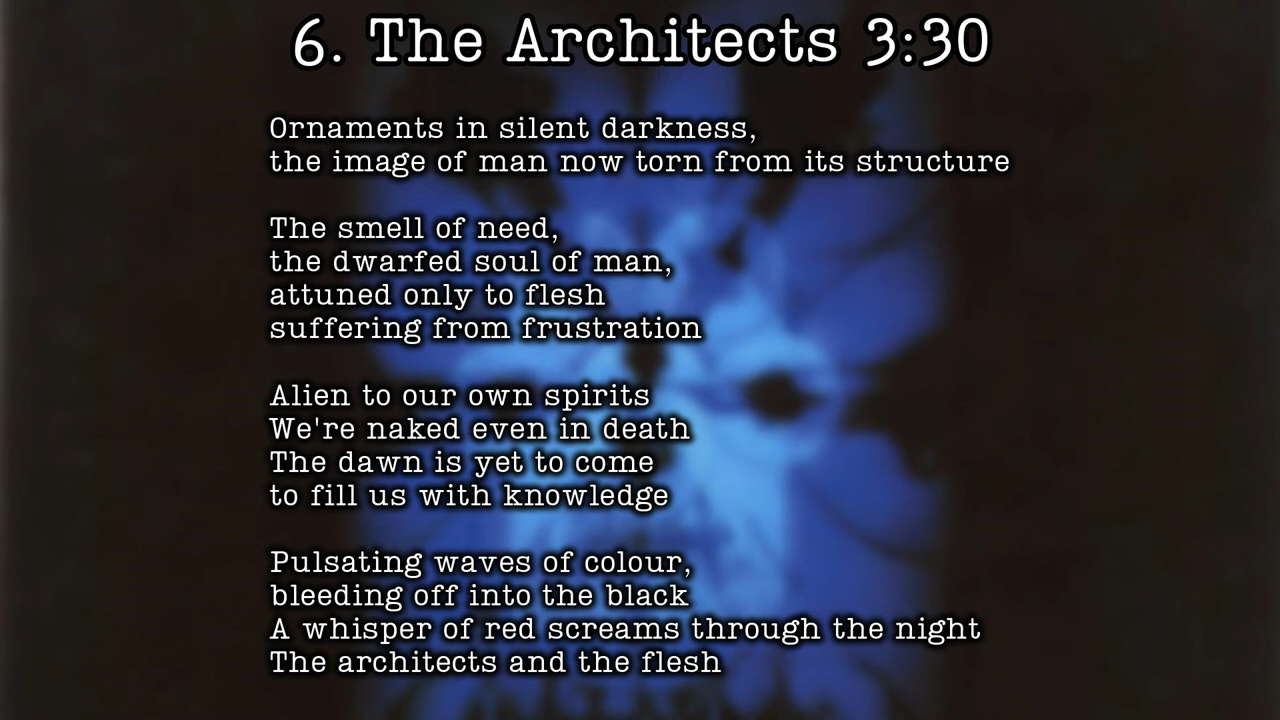 6. The Architects 3:30
Ornaments in silent darkness,
the image of man now torn from its structure
The smell of need,
the dwarfed soul of man,
attuned only to flesh
suffering from frustration
Alien to our own spirits
We're naked even in death
The dawn is yet to come
to fill us with knowledge
Pulsating waves of colour,
bleeding off into the black
A whisper of red screams through the night
The architects and the flesh